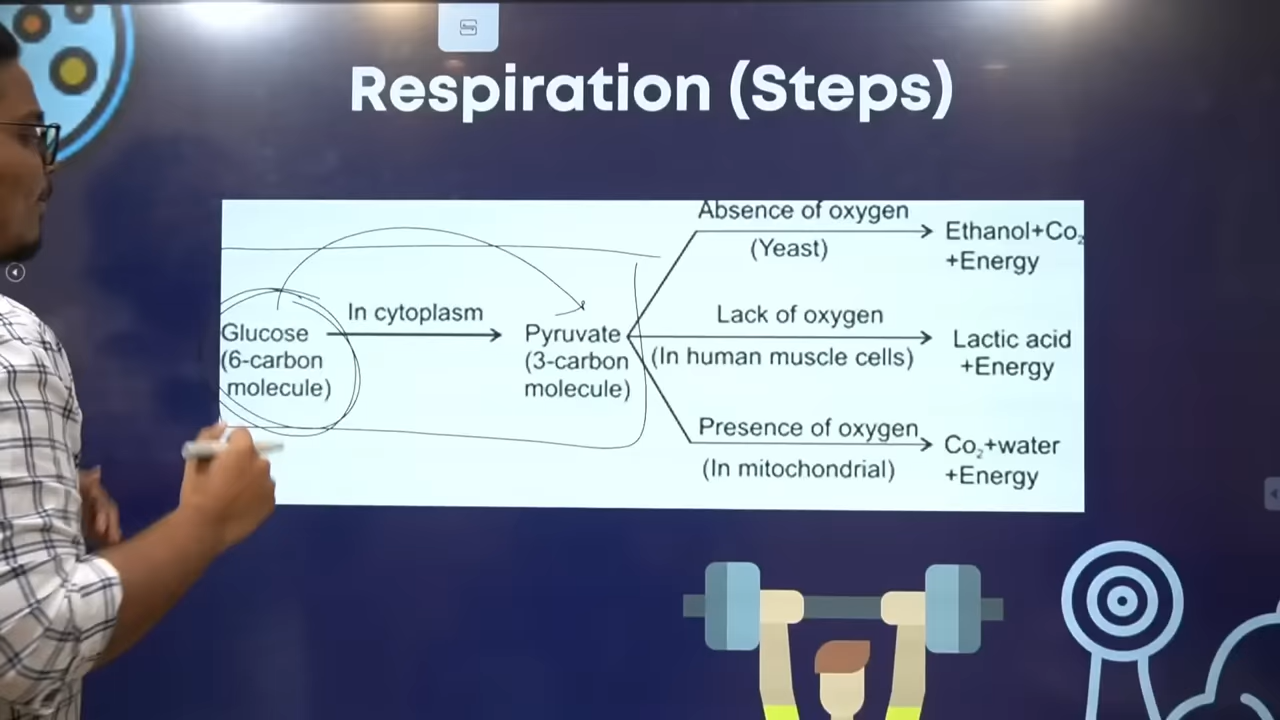 Respiration (Steps)
Absence of oxygen
(Yeast)
Ethanol+Co₂
+Energy
Glucose
(6-carbon
molecule)
In cytoplasm
Pyruvate
(3-carbon
molecule)
Lack of oxygen
(In human muscle cells)
Lactic acid
+Energy
Presence of oxygen
(In mitochondrial)
Co₂+water
+Energy